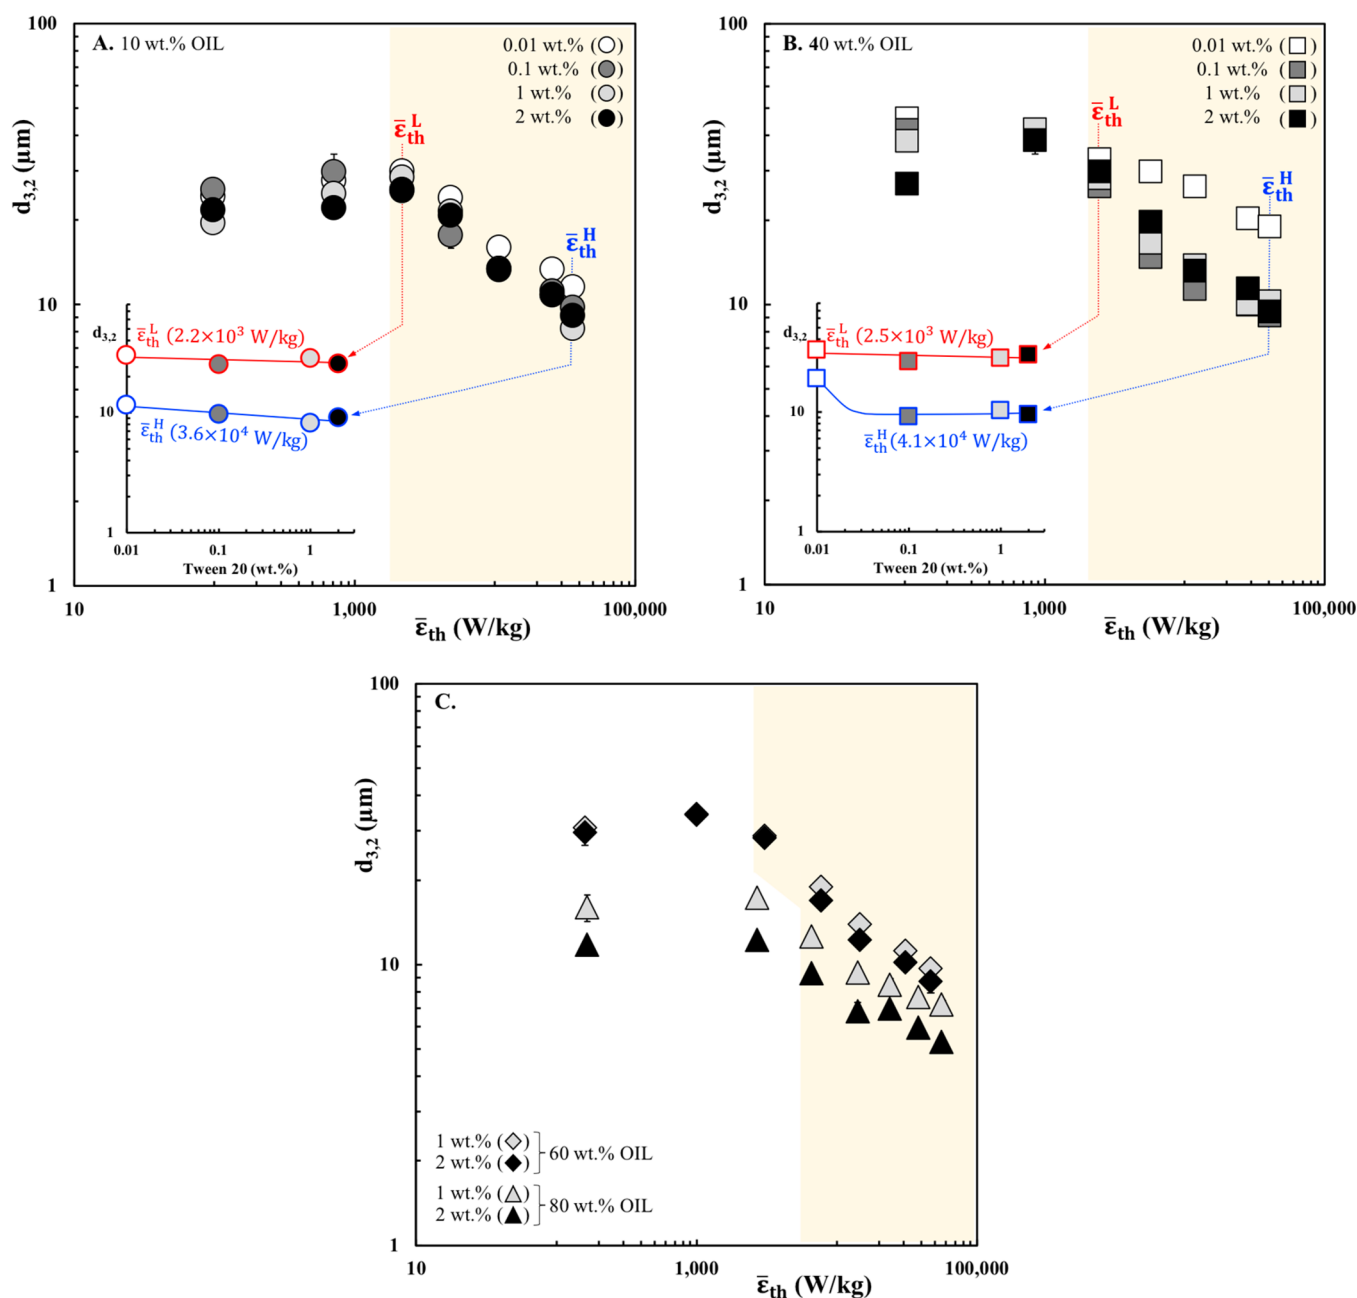 A. 10 wt.% OIL
0.01 wt.% ( )
0.1 wt.% ( )
1 wt.% ( )
2 wt.% ( )
ε̄thᴸ
ε̄thᴴ
100
10
1
d3,2 (μm)
d3,2
ε̄thᴸ (2.2×10³ W/kg)
10
ε̄thᴴ (3.6×10⁴ W/kg)
1
0.01 0.1 1
Tween 20 (wt.%)
10 1,000 100,000
ε̄th (W/kg)
B. 40 wt.% OIL
0.01 wt.% ( )
0.1 wt.% ( )
1 wt.% ( )
2 wt.% ( )
ε̄thᴸ
ε̄thᴴ
100
10
1
d3,2 (μm)
d3,2
ε̄thᴸ (2.5×10³ W/kg)
10
ε̄thᴴ (4.1×10⁴ W/kg)
1
0.01 0.1 1
Tween 20 (wt.%)
10 1,000 100,000
ε̄th (W/kg)
C.
100
10
1
d3,2 (μm)
1 wt.% ( )
2 wt.% ( )
60 wt.% OIL
1 wt.% ( )
2 wt.% ( )
80 wt.% OIL
10 1,000 100,000
ε̄th (W/kg)